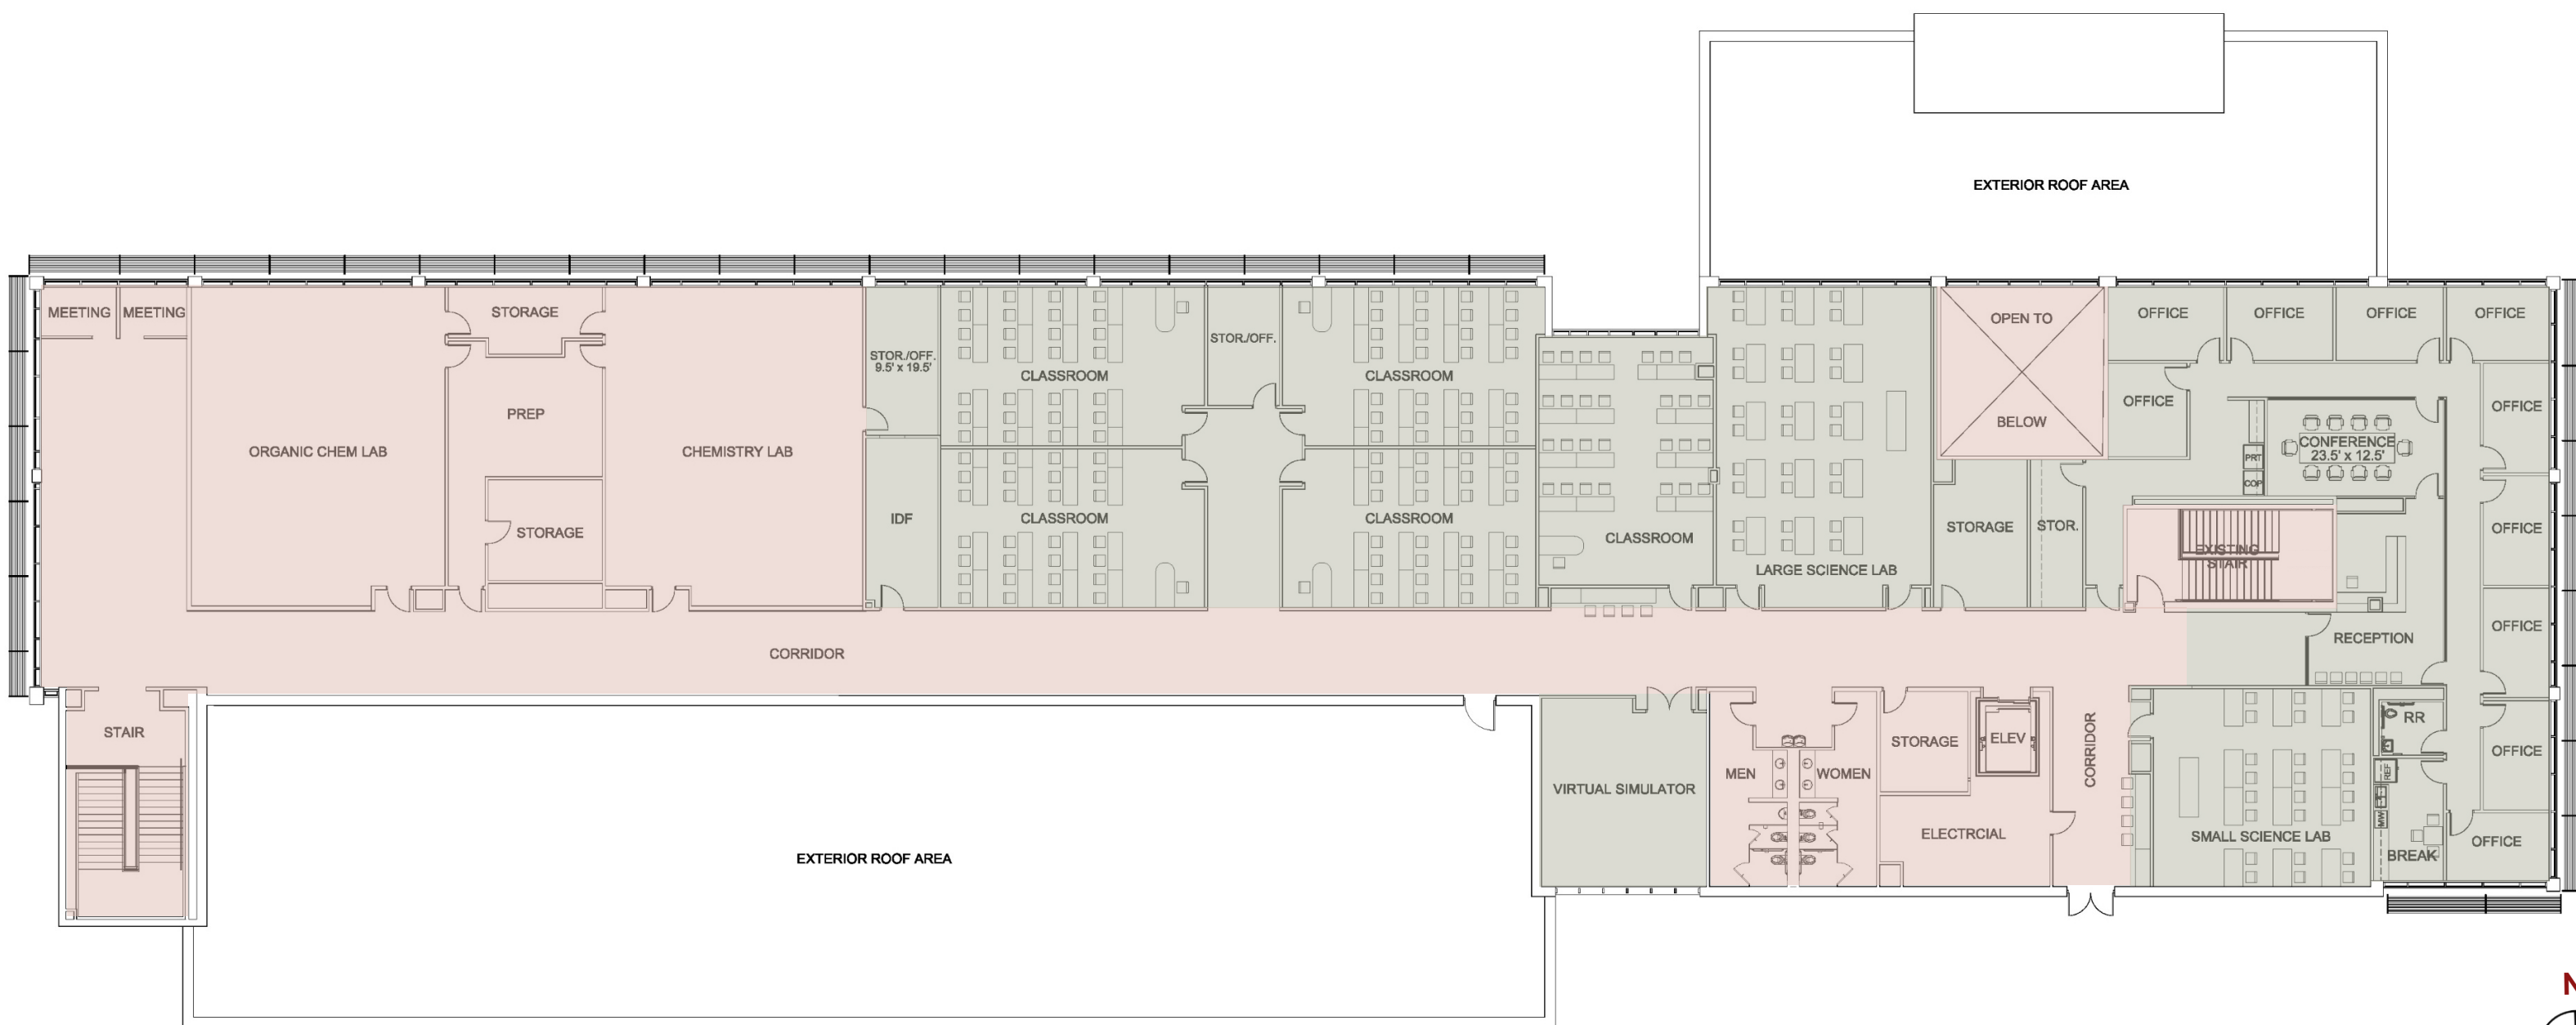 EXTERIOR ROOF AREA
MEETING
MEETING
STORAGE
OPEN TO
BELOW
OFFICE
OFFICE
OFFICE
OFFICE
STOR./OFF.
9.5' x 19.5'
STOR./OFF.
CLASSROOM
CLASSROOM
PREP
OFFICE
OFFICE
ORGANIC CHEM LAB
CHEMISTRY LAB
CONFERENCE
23.5' x 12.5'
PRT
COP
STORAGE
IDF
CLASSROOM
CLASSROOM
CLASSROOM
LARGE SCIENCE LAB
STORAGE
STOR.
EXISTING
STAIR
OFFICE
OFFICE
RECEPTION
CORRIDOR
STAIR
VIRTUAL SIMULATOR
MEN
WOMEN
STORAGE
ELEV
CORRIDOR
ELECTRCIAL
SMALL SCIENCE LAB
RR
REF
MW
BREAK
OFFICE
OFFICE
EXTERIOR ROOF AREA
N